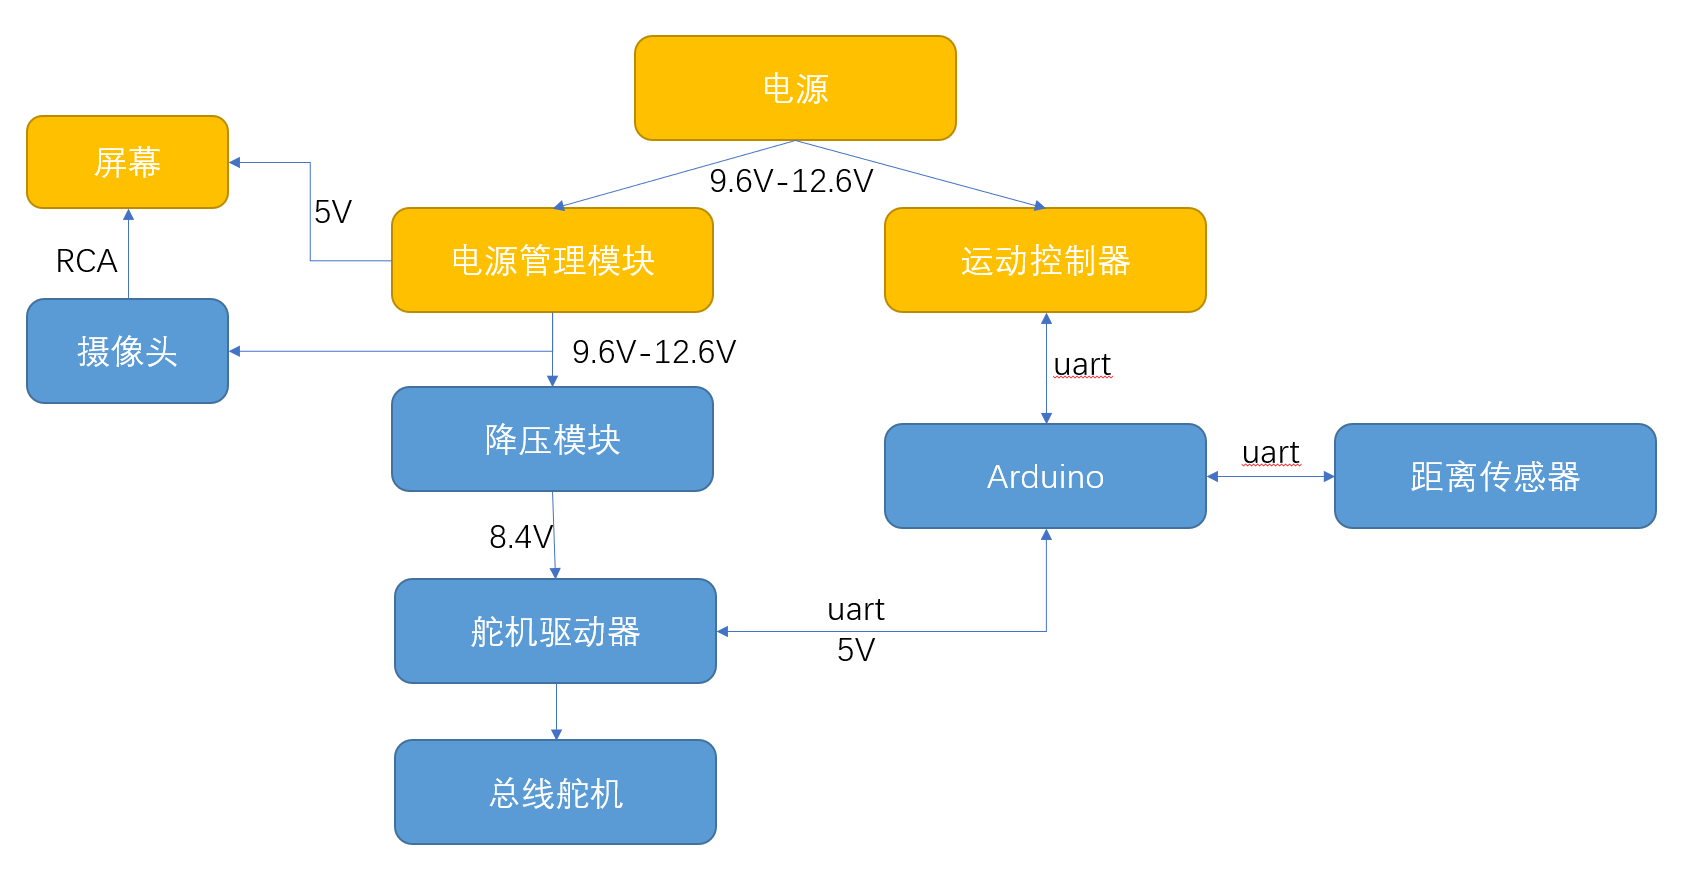 电源
屏幕
9.6V-12.6V
5V
电源管理模块
运动控制器
RCA
摄像头
9.6V-12.6V
uart
降压模块
Arduino
uart
距离传感器
8.4V
舵机驱动器
uart
5V
总线舵机